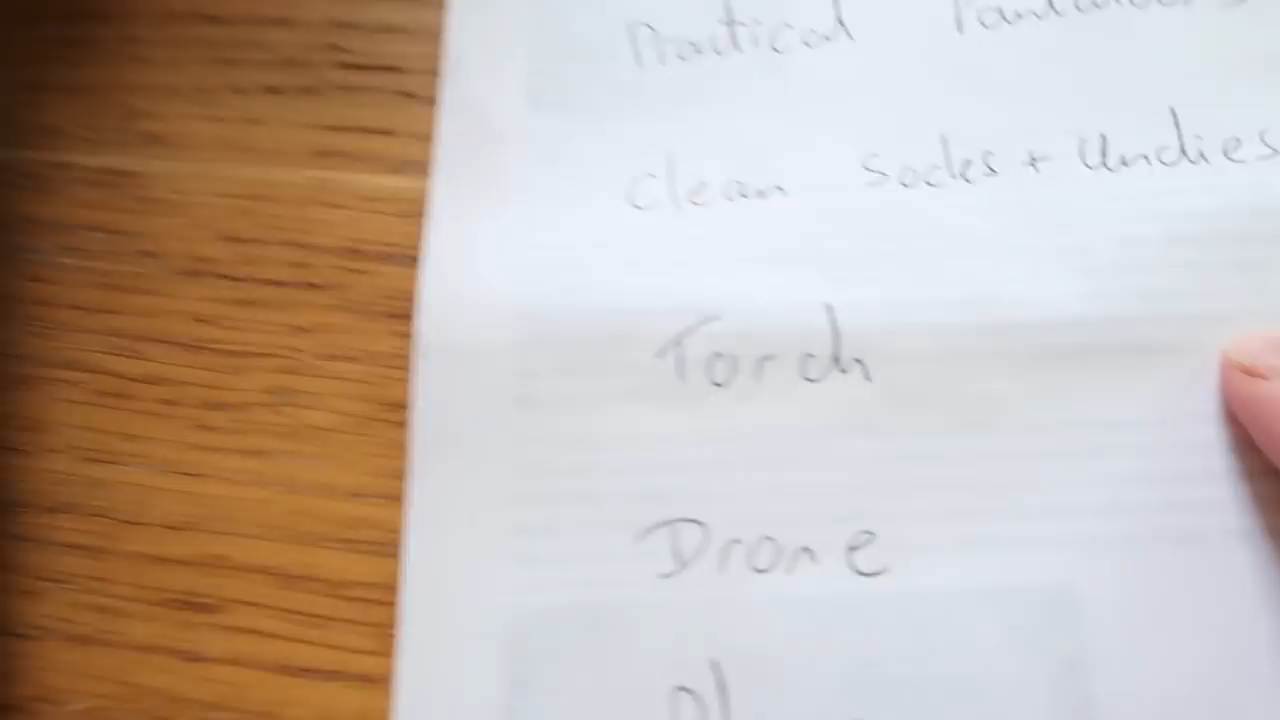 Practical
Clean Socks + Undies
Torch
Drone